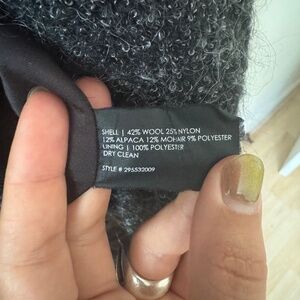 SHELL | 42% WOOL 25% NYLON
12% ALPACA 12% MOHAIR 9% POLYESTER
LINING | 100% POLYESTER
DRY CLEAN
STYLE # 295532009